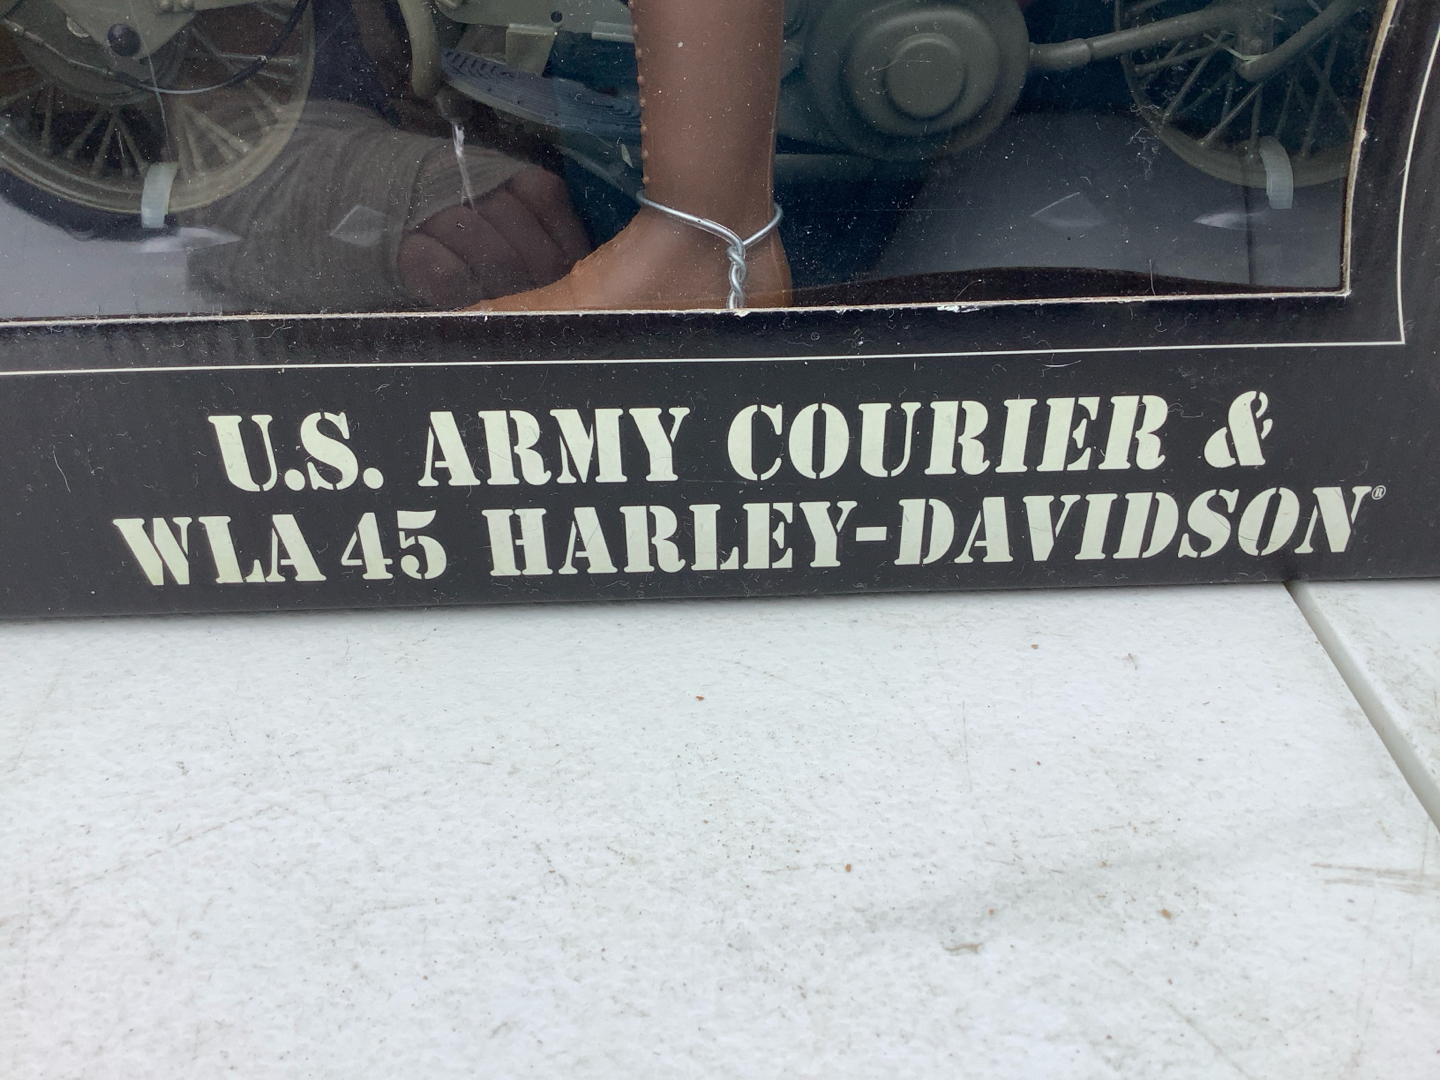 U.S. ARMY COURIER &
WLA 45 HARLEY-DAVIDSON®